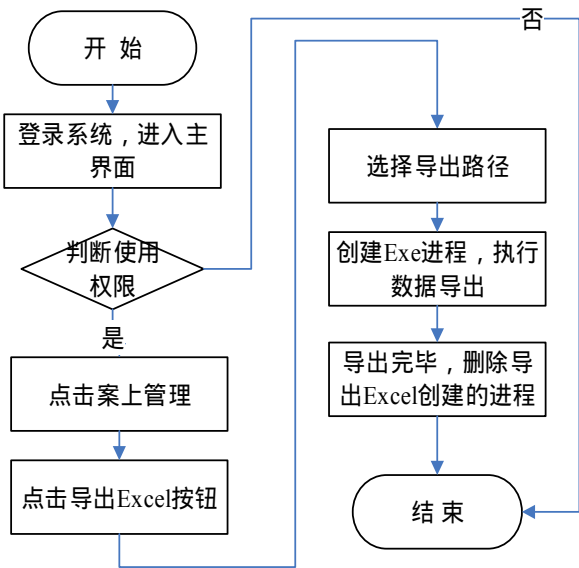 开 始
登录系统，进入主
界面
判断使用
权限
是
点击案上管理
点击导出Excel按钮
否
选择导出路径
创建Exe进程，执行
数据导出
导出完毕，删除导
出Excel创建的进程
结 束